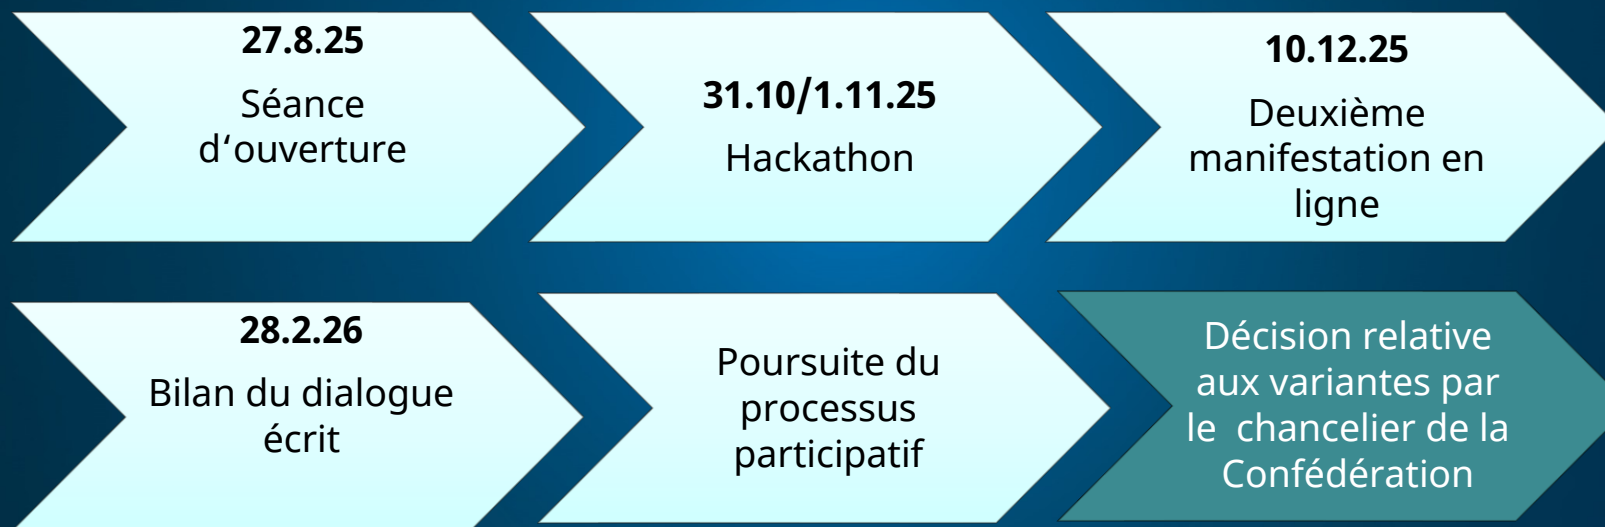 27.8.25
Séance
d‘ouverture
31.10/1.11.25
Hackathon
10.12.25
Deuxième
manifestation en
ligne
28.2.26
Bilan du dialogue
écrit
Poursuite du
processus
participatif
Décision relative
aux variantes par
le  chancelier de la
Confédération